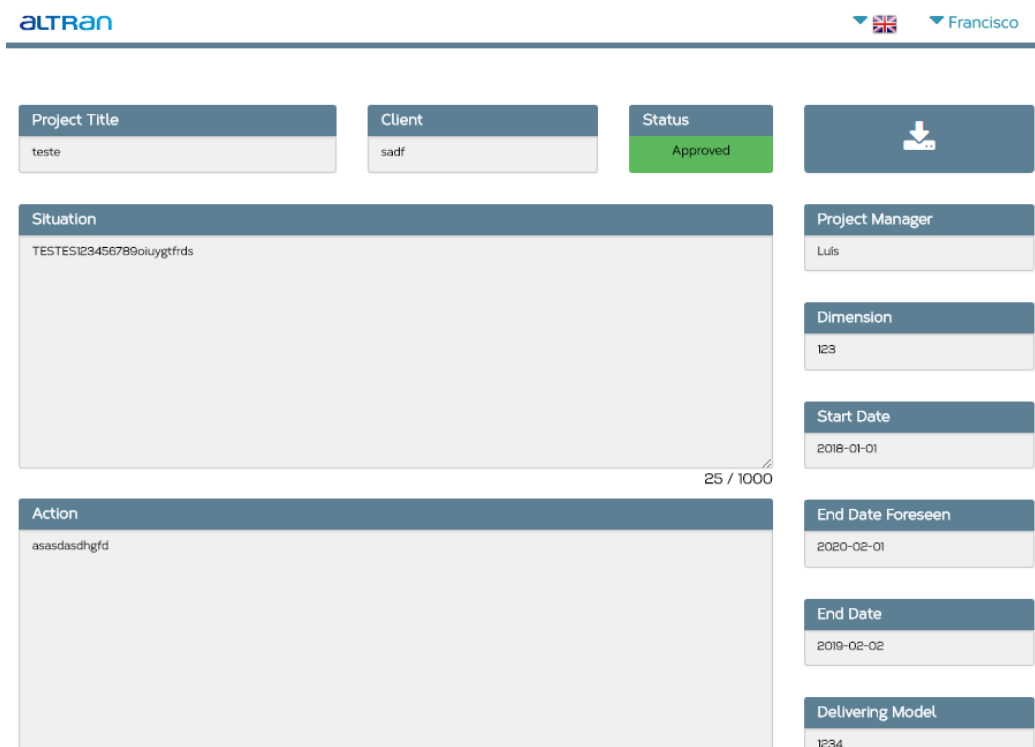 aLTRan
Francisco
Project Title
teste
Client
sadf
Status
Approved
Situation
TESTES123456789oiuygtfrds
25 / 1000
Action
asasdasdhgfd
Project Manager
Luís
Dimension
123
Start Date
2018-01-01
End Date Foreseen
2020-02-01
End Date
2019-02-02
Delivering Model
1234